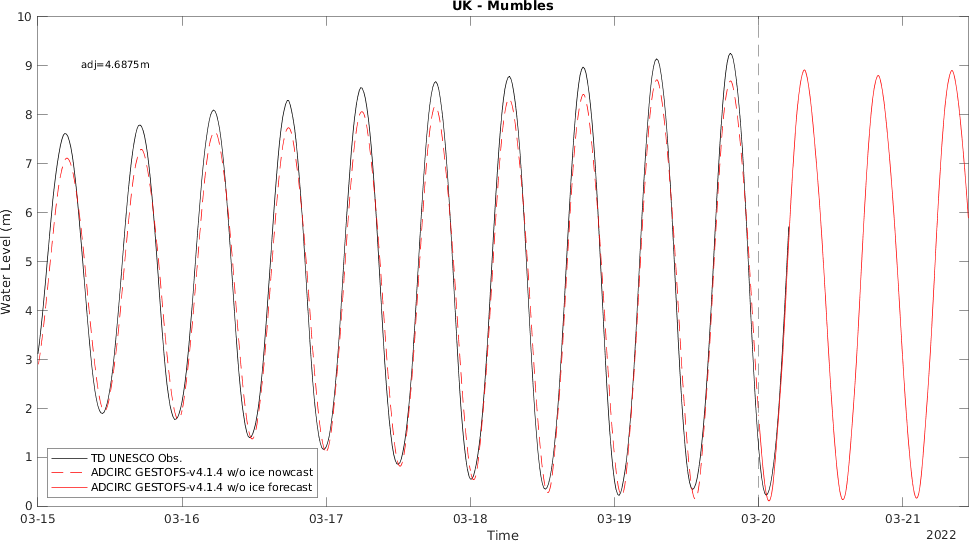 UK - Mumbles
10
9
8
7
6
5
4
3
2
1
0
Water Level (m)
adj=4.6875m
TD UNESCO Obs.
ADCIRC GESTOFS-v4.1.4 w/o ice nowcast
ADCIRC GESTOFS-v4.1.4 w/o ice forecast
03-15 03-16 03-17 03-18 03-19 03-20 03-21
Time
2022